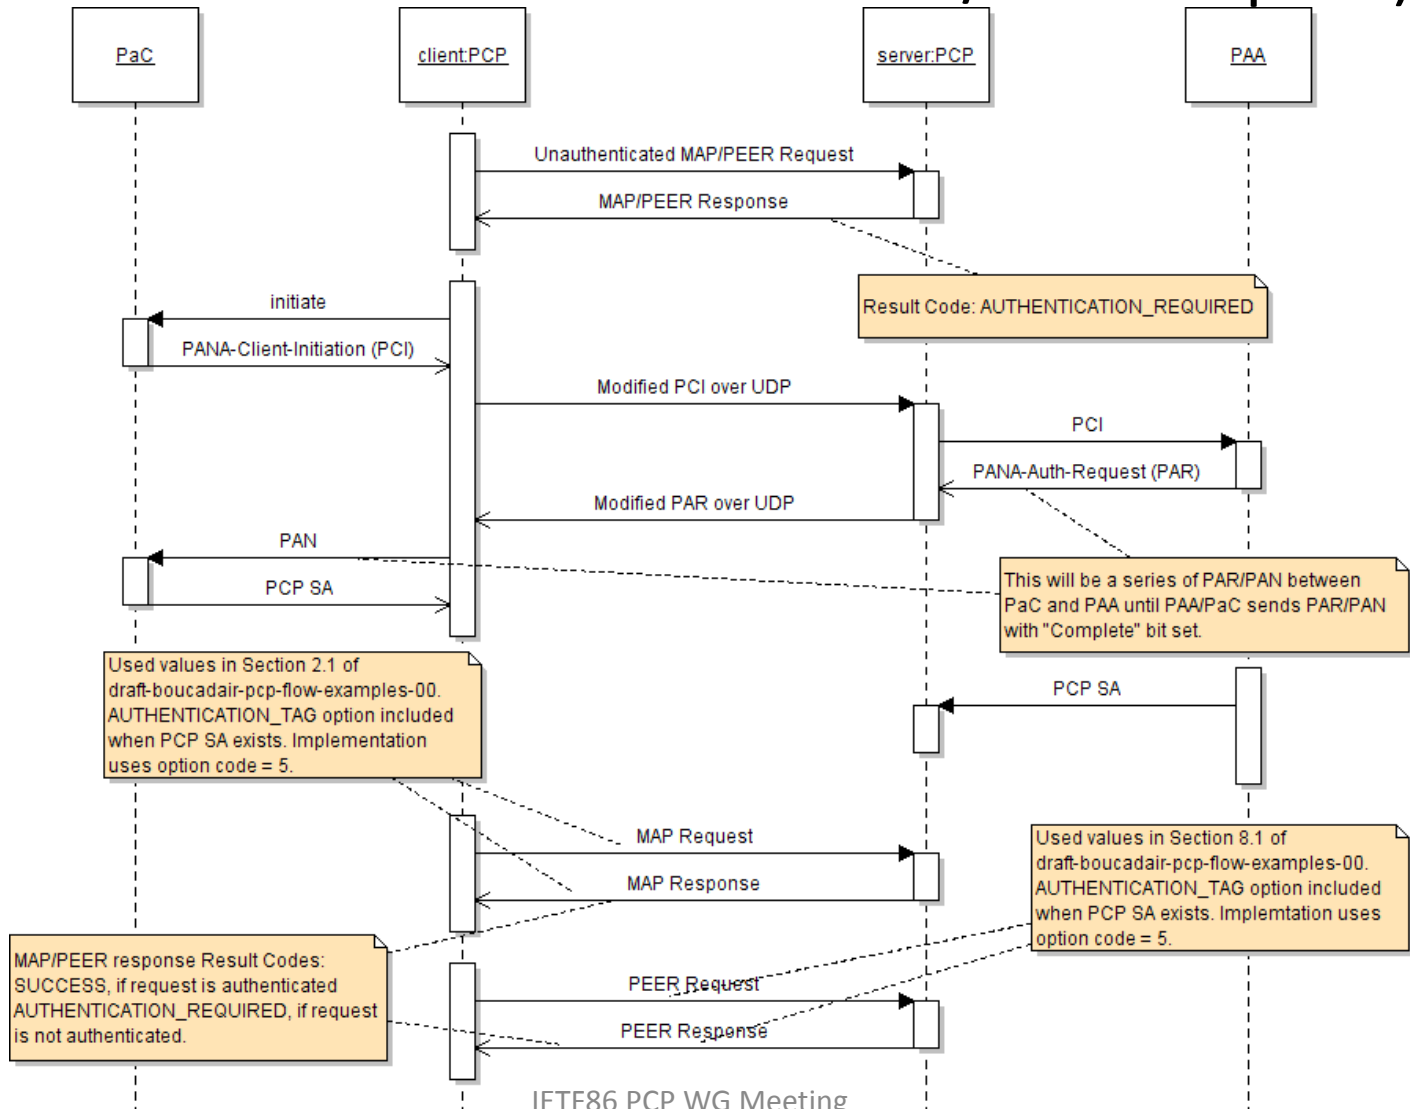 PaC
client:PCP
server:PCP
PAA
Unauthenticated MAP/PEER Request
MAP/PEER Response
Result Code: AUTHENTICATION_REQUIRED
initiate
PANA-Client-Initiation (PCI)
Modified PCI over UDP
PCI
PANA-Auth-Request (PAR)
Modified PAR over UDP
PAN
PCP SA
This will be a series of PAR/PAN between
PaC and PAA until PAA/PaC sends PAR/PAN
with "Complete" bit set.
Used values in Section 2.1 of
draft-boucadair-pcp-flow-examples-00.
AUTHENTICATION_TAG option included
when PCP SA exists. Implementation
uses option code = 5.
PCP SA
MAP Request
MAP Response
Used values in Section 8.1 of
draft-boucadair-pcp-flow-examples-00.
AUTHENTICATION_TAG option included
when PCP SA exists. Implemtation uses
option code = 5.
MAP/PEER response Result Codes:
SUCCESS, if request is authenticated
AUTHENTICATION_REQUIRED, if request
is not authenticated.
PEER Request
PEER Response
IETF86 PCP WG Meeting